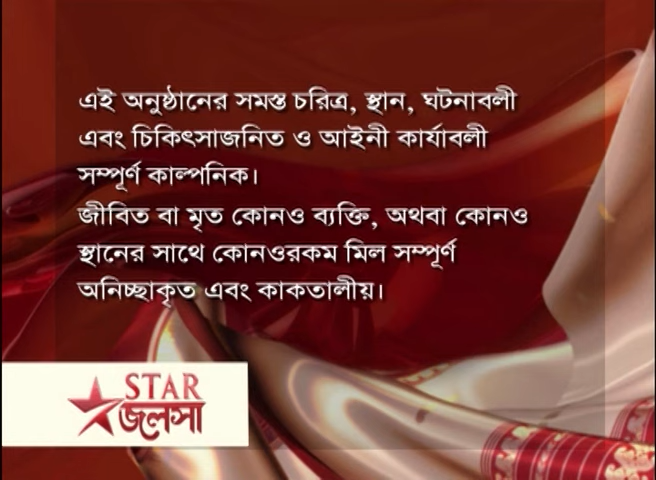 এই অনুষ্ঠানের সমস্ত চরিত্র, স্থান, ঘটনাবলী
এবং চিকিৎসাজনিত ও আইনী কার্যাবলী
সম্পূর্ণ কাল্পনিক।
জীবিত বা মৃত কোনও ব্যক্তি, অথবা কোনও
স্থানের সাথে কোনওরকম মিল সম্পূর্ণ
অনিচ্ছাকৃত এবং কাকতালীয়।
STAR
জলসা